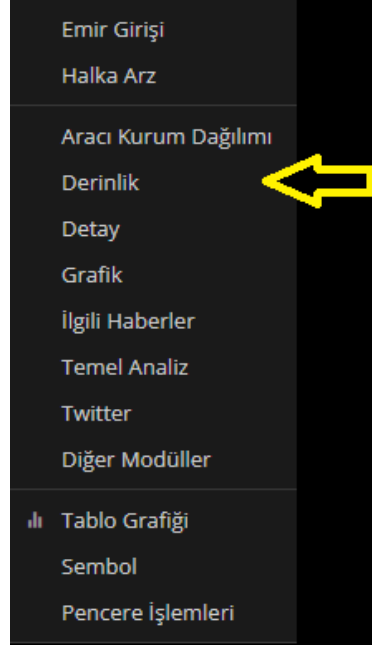 Emir Girişi
Halka Arz
Aracı Kurum Dağılımı
Derinlik
Detay
Grafik
İlgili Haberler
Temel Analiz
Twitter
Diğer Modüller
Tablo Grafiği
Sembol
Pencere İşlemleri